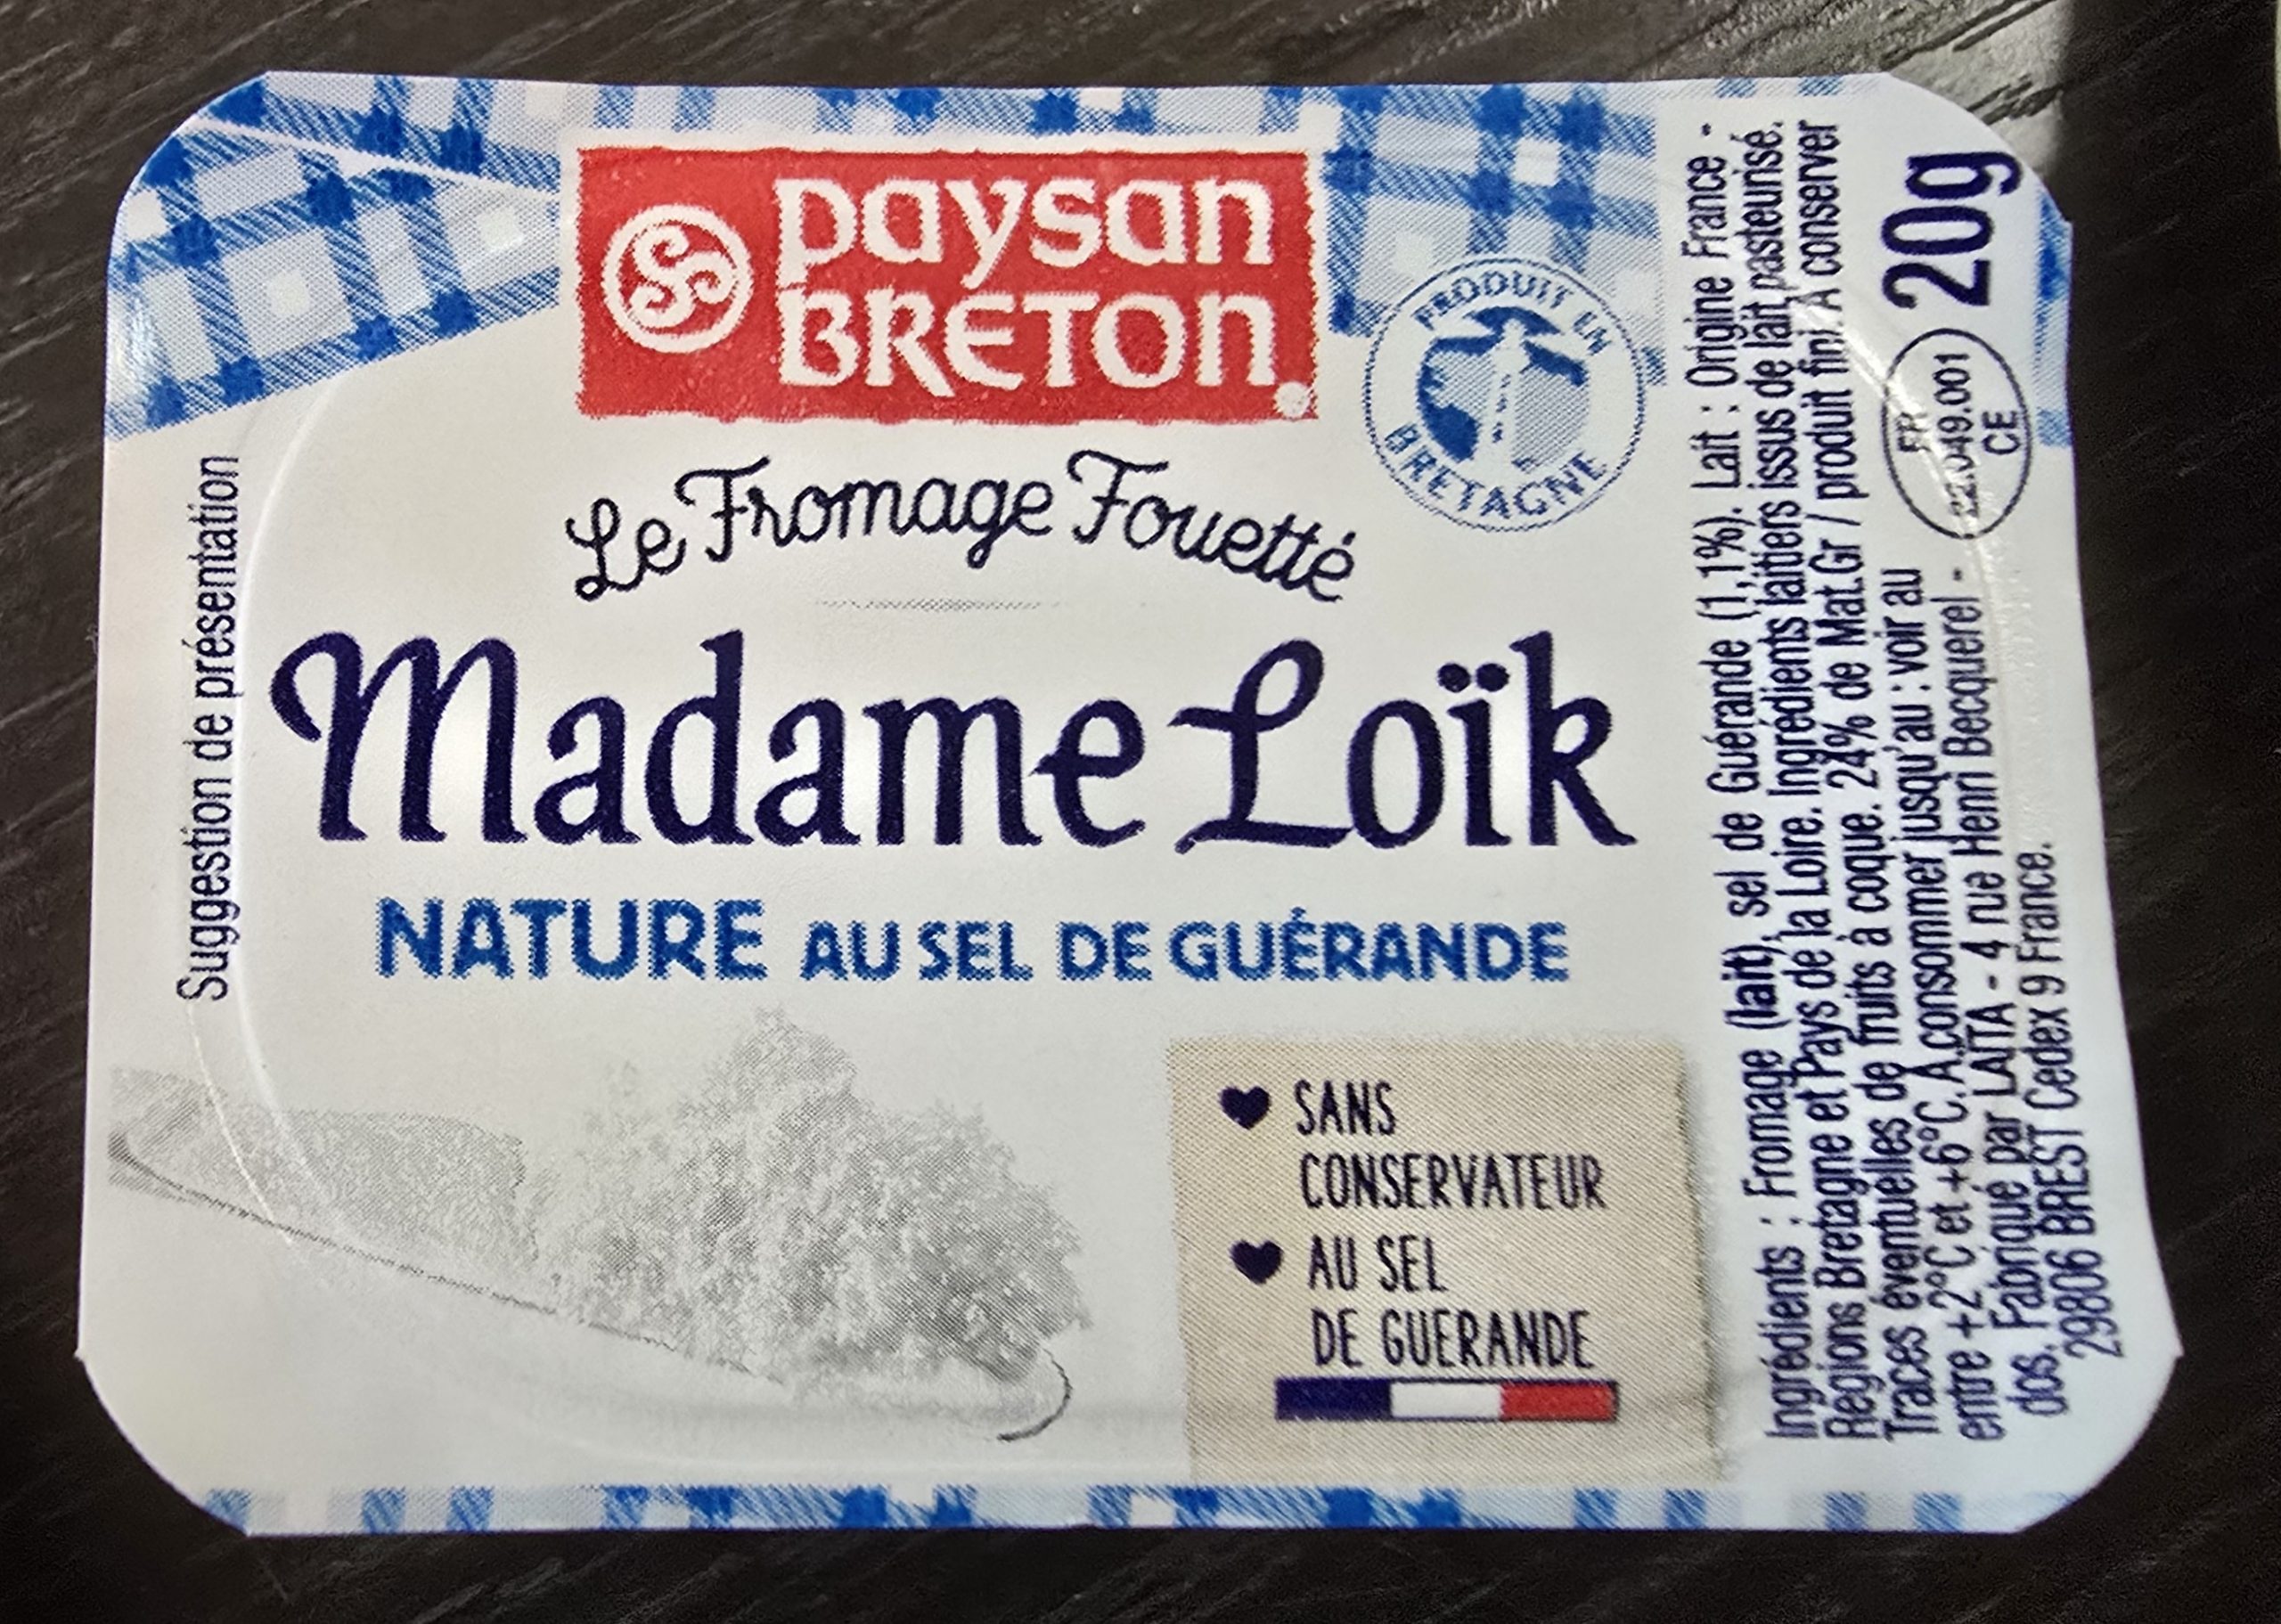 paysan
BRETON
PRODUIT EN
BRETAGNE
Le Fromage Fouetté
Madame Loïk
NATURE AU SEL DE GUÉRANDE
Suggestion de présentation
SANS
CONSERVATEUR
AU SEL
DE GUERANDE
Ingrédients : Fromage (lait), sel de Guérande (1,1%). Lait : Origine France -
Régions Bretagne et Pays de la Loire. Ingrédients laitiers issus de lait pasteurisé.
Traces éventuelles de fruits à coque. 24% de Mat.Gr / produit fini. A conserver
entre +2°C et +6°C. A consommer jusqu'au : voir au
dos. Fabriqué par LAÏTA - 4 rue Henri Becquerel -
29806 BREST Cedex 9 France.
20g
FR
22.049.001
CE